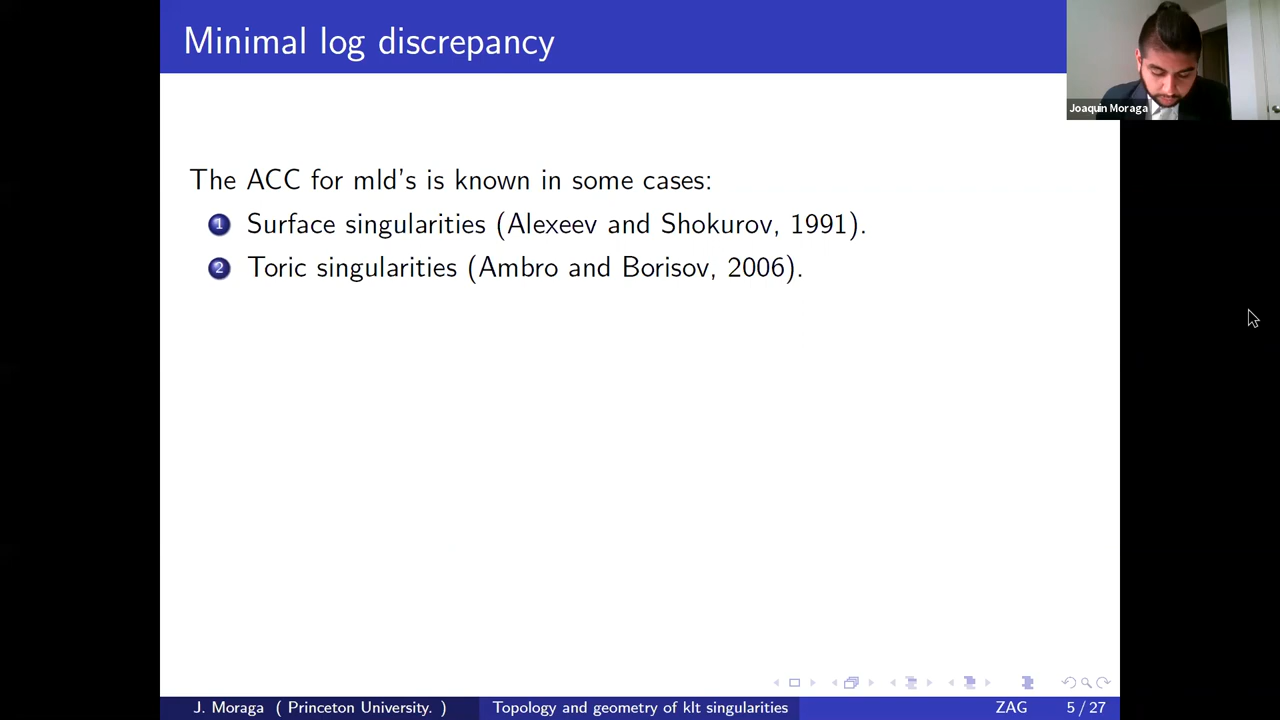 Minimal log discrepancy
Joaquin Moraga
The ACC for mld's is known in some cases:
1 Surface singularities (Alexeev and Shokurov, 1991).
2 Toric singularities (Ambro and Borisov, 2006).
J. Moraga ( Princeton University. ) Topology and geometry of klt singularities ZAG 5 / 27